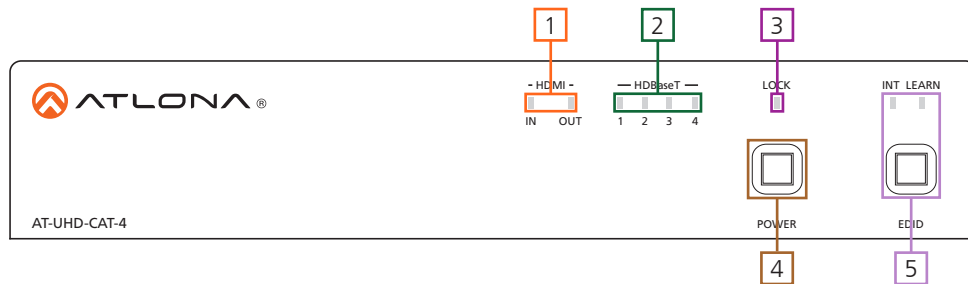 1 2 3
- HDMI - — HDBaseT — LOCK INT LEARN
ATLONA ®
IN OUT 1 2 3 4
AT-UHD-CAT-4 POWER EDID
4 5